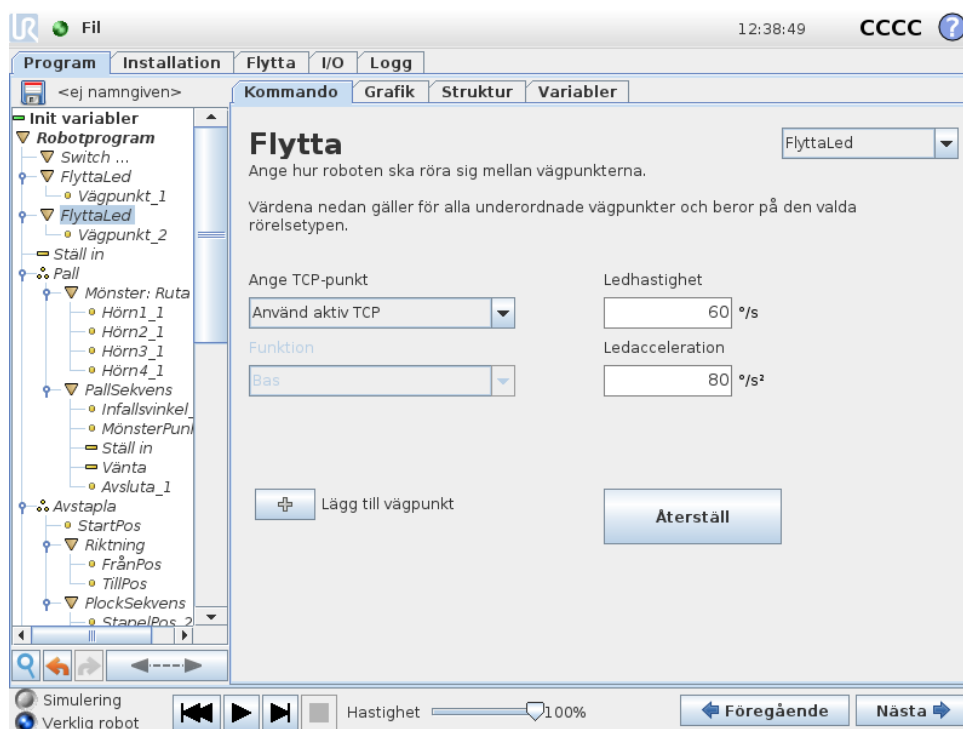 UR Fil 12:38:49 CCCC ?
Program Installation Flytta I/O Logg
<ej namngiven>
Kommando Grafik Struktur Variabler
Init variabler
Robotprogram
Switch ...
FlyttaLed
Vägpunkt_1
FlyttaLed
Vägpunkt_2
Ställ in
Pall
Mönster: Ruta
Hörn1_1
Hörn2_1
Hörn3_1
Hörn4_1
PallSekvens
Infallsvinkel_
MönsterPunl
Ställ in
Vänta
Avsluta_1
Avstapla
StartPos
Riktning
FrånPos
TillPos
PlockSekvens
StapelPos_2
Flytta
FlyttaLed
Ange hur roboten ska röra sig mellan vägpunkterna.
Värdena nedan gäller för alla underordnade vägpunkter och beror på den valda
rörelsetypen.
Ange TCP-punkt
Använd aktiv TCP
Funktion
Bas
Ledhastighet
60 °/s
Ledacceleration
80 °/s²
Lägg till vägpunkt
Återställ
Simulering
Verklig robot
Hastighet 100%
Föregående
Nästa